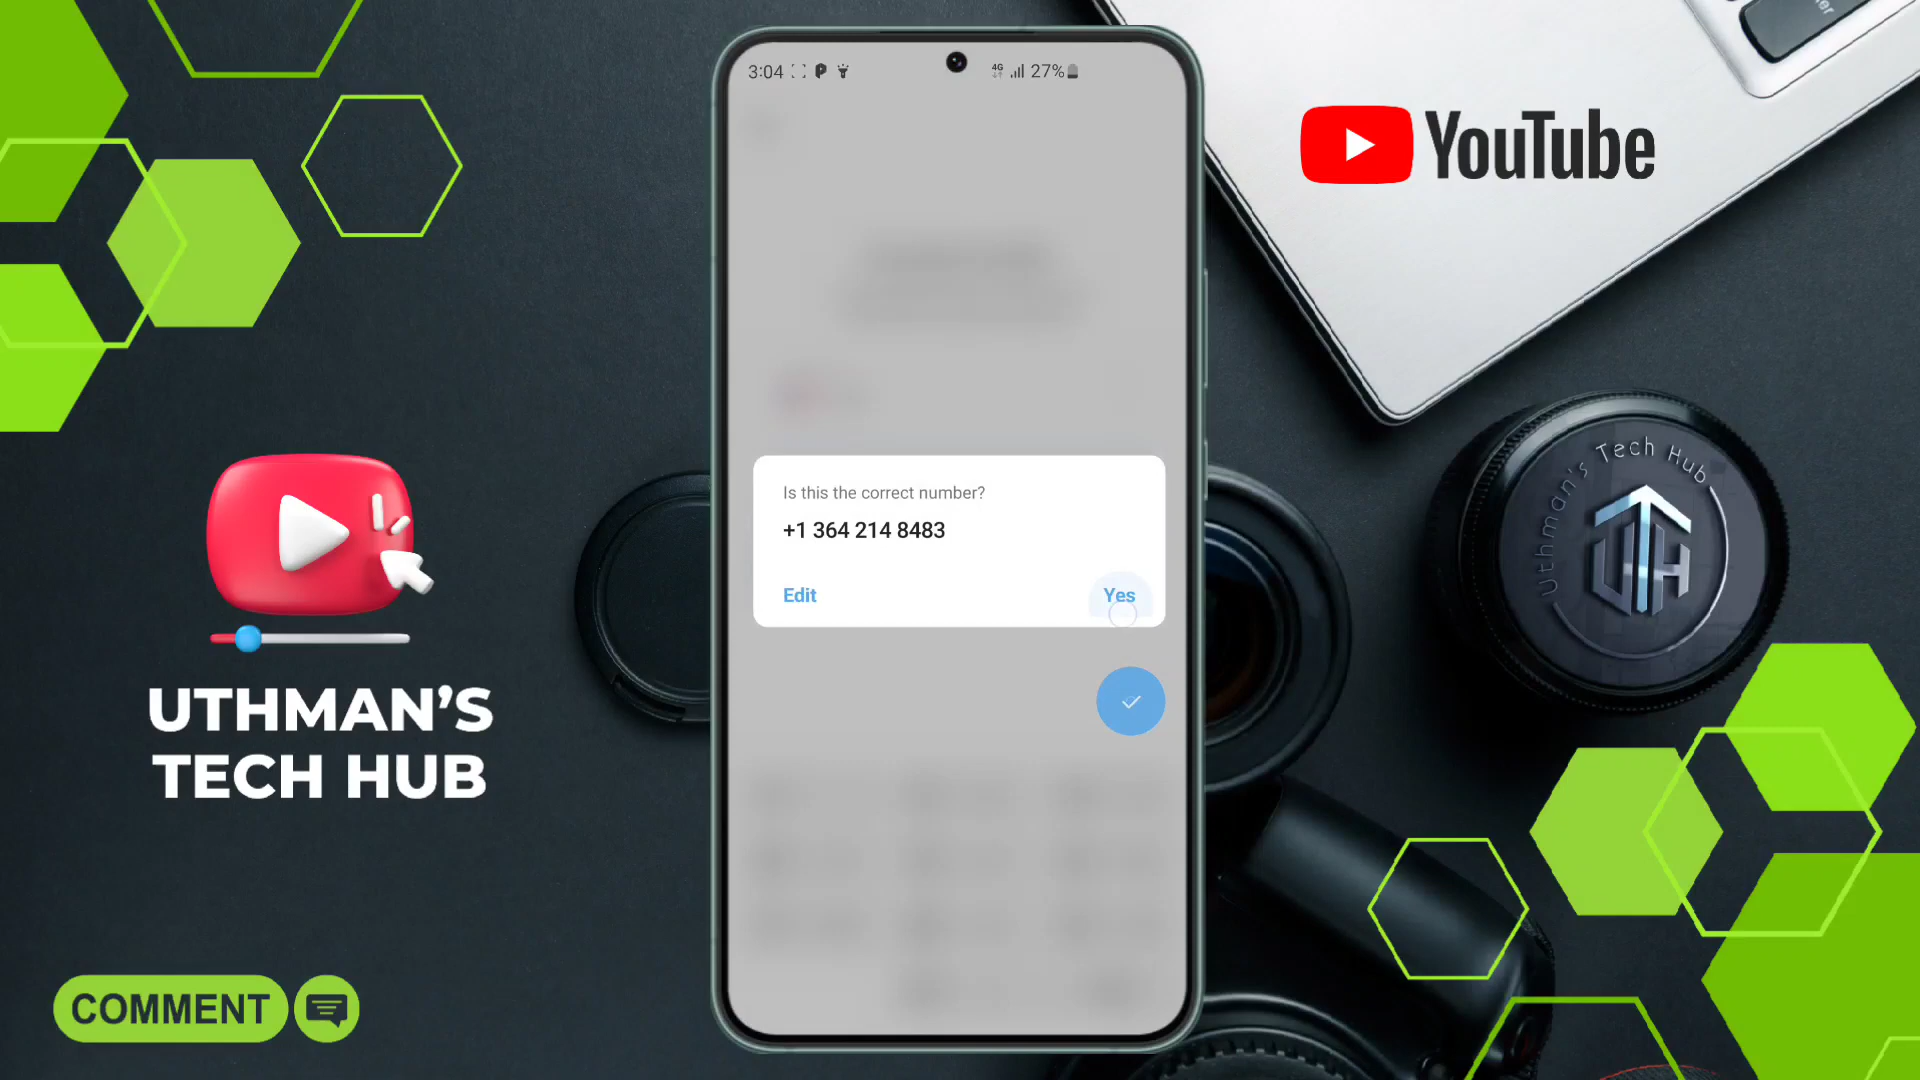 3:04
4G
27%
YouTube
Uthman's Tech Hub
UTH
Is this the correct number?
+1 364 214 8483
Edit
Yes
UTHMAN'S
TECH HUB
COMMENT